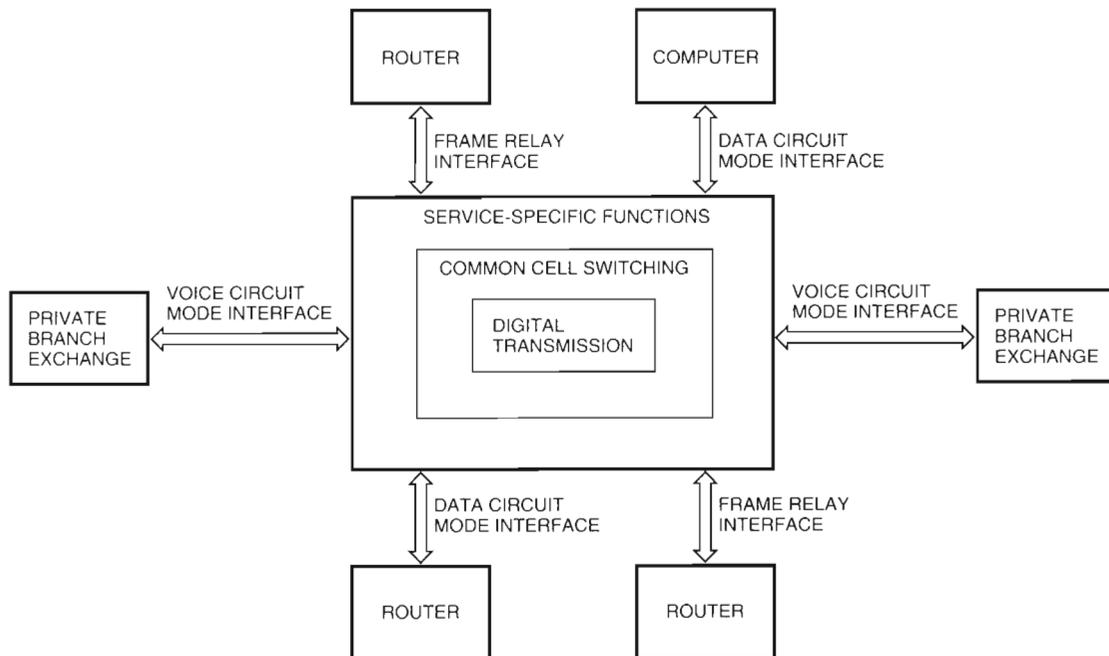 ROUTER
COMPUTER
FRAME RELAY
INTERFACE
DATA CIRCUIT
MODE INTERFACE
SERVICE-SPECIFIC FUNCTIONS
COMMON CELL SWITCHING
DIGITAL
TRANSMISSION
PRIVATE
BRANCH
EXCHANGE
VOICE CIRCUIT
MODE INTERFACE
VOICE CIRCUIT
MODE INTERFACE
PRIVATE
BRANCH
EXCHANGE
DATA CIRCUIT
MODE INTERFACE
FRAME RELAY
INTERFACE
ROUTER
ROUTER